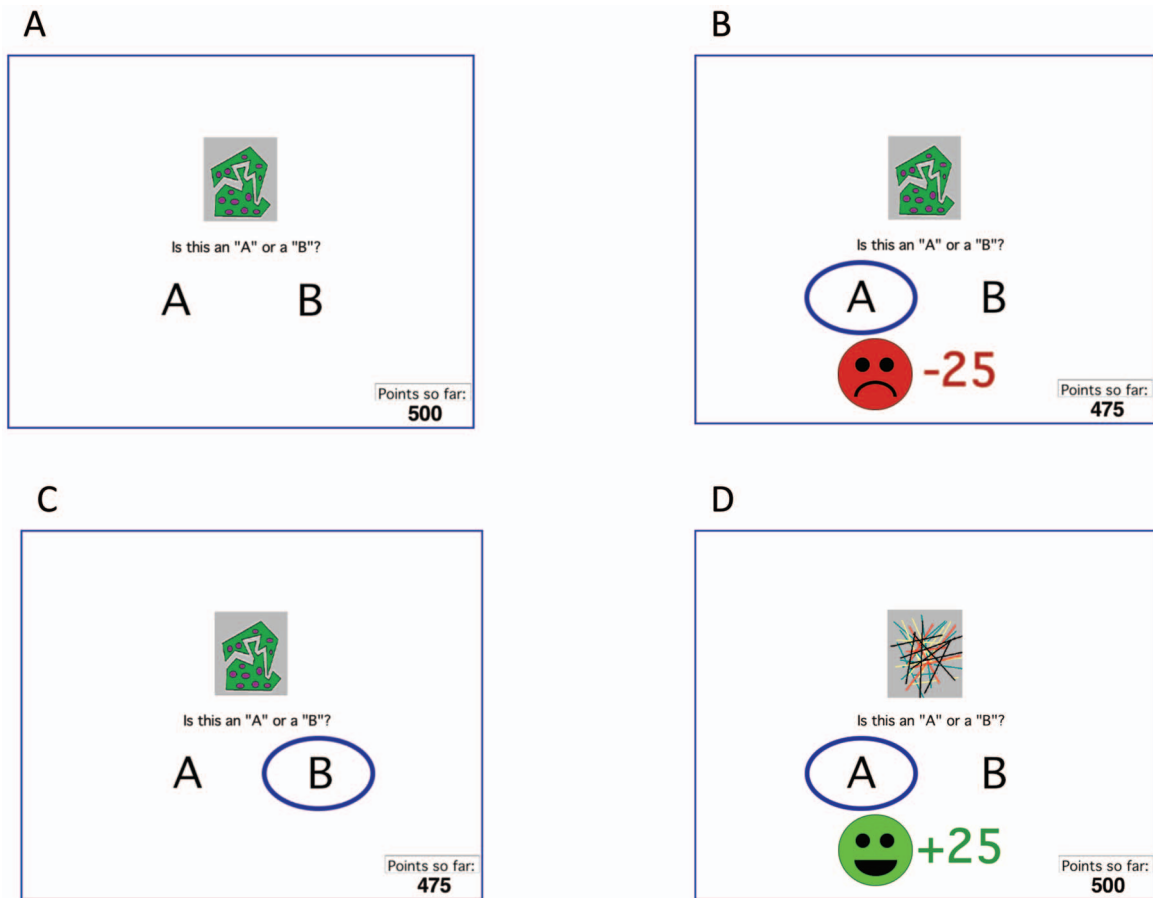 A
Is this an "A" or a "B"?
A B
Points so far:
500
B
Is this an "A" or a "B"?
A B
-25
Points so far:
475
C
Is this an "A" or a "B"?
A B
Points so far:
475
D
Is this an "A" or a "B"?
A B
+25
Points so far:
500